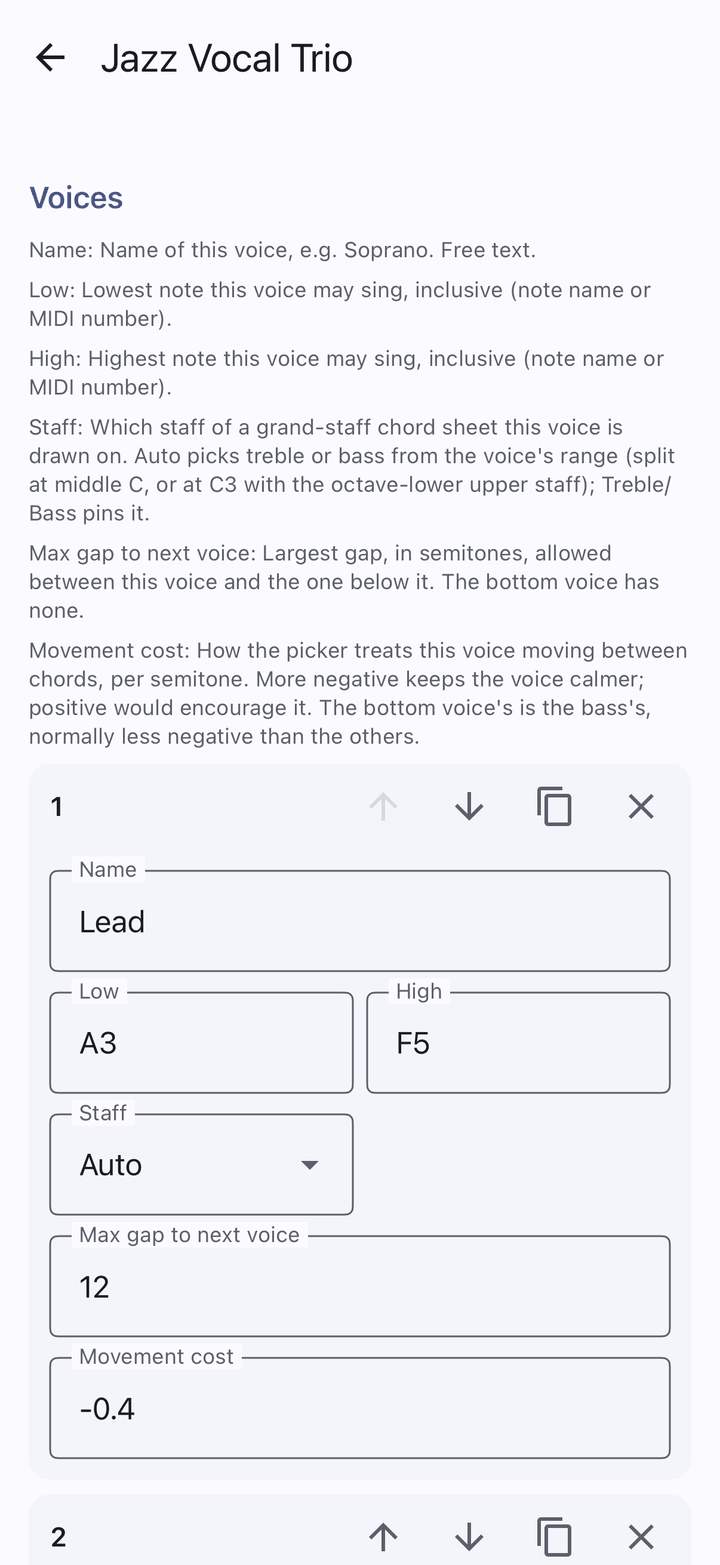 Jazz Vocal Trio
Voices
Name: Name of this voice, e.g. Soprano. Free text.
Low: Lowest note this voice may sing, inclusive (note name or
MIDI number).
High: Highest note this voice may sing, inclusive (note name or
MIDI number).
Staff: Which staff of a grand-staff chord sheet this voice is
drawn on. Auto picks treble or bass from the voice's range (split
at middle C, or at C3 with the octave-lower upper staff); Treble/
Bass pins it.
Max gap to next voice: Largest gap, in semitones, allowed
between this voice and the one below it. The bottom voice has
none.
Movement cost: How the picker treats this voice moving between
chords, per semitone. More negative keeps the voice calmer;
positive would encourage it. The bottom voice's is the bass's,
normally less negative than the others.
1
Name
Lead
Low
A3
High
F5
Staff
Auto
Max gap to next voice
12
Movement cost
-0.4
2